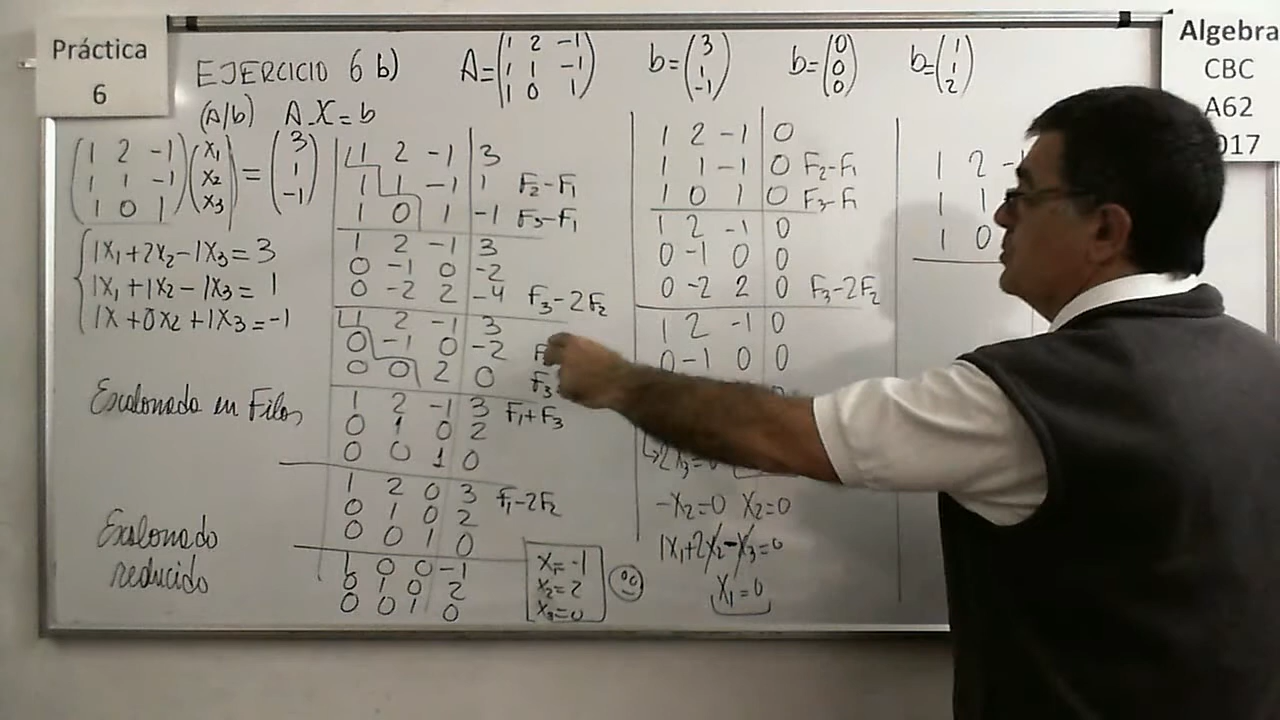 Práctica
6
EJERCICIO 6 b)
A = (1 2 -1
1 1 -1
1 0 1)
b = (3
1
-1)
b = (0
0
0)
b = (1
1
2)
Algebra
CBC
A62
017
(A/b) A.X = b
(1 2 -1
1 1 -1
1 0 1) (x1
x2
x3) = (3
1
-1)
1x1 + 2x2 - 1x3 = 3
1x1 + 1x2 - 1x3 = 1
1x + 0x2 + 1x3 = -1
Escalonada en Filas
Escalonado
reducido
1 2 -1 | 3
1 1 -1 | 1 F2 - F1
1 0 1 | -1 F3 - F1
1 2 -1 | 3
0 -1 0 | -2
0 -2 2 | -4 F3 - 2F2
1 2 -1 | 3
0 -1 0 | -2
0 0 2 | 0 F3
1 2 -1 | 3 F1 + F3
0 1 0 | 2
0 0 1 | 0
1 2 0 | 3 F1 - 2F2
0 1 0 | 2
0 0 1 | 0
1 0 0 | -1
0 1 0 | 2
0 0 1 | 0
x1 = -1
x2 = 2
x3 = 0
1 2 -1 | 0
1 1 -1 | 0 F2 - F1
1 0 1 | 0 F3 - F1
1 2 -1 | 0
0 -1 0 | 0
0 -2 2 | 0 F3 - 2F2
1 2 -1 | 0
0 -1 0 | 0
2x3 = 0
-x2 = 0 x2 = 0
1x1 + 2x2 - x3 = 0
x1 = 0
1 2 -1
1 1
1 0